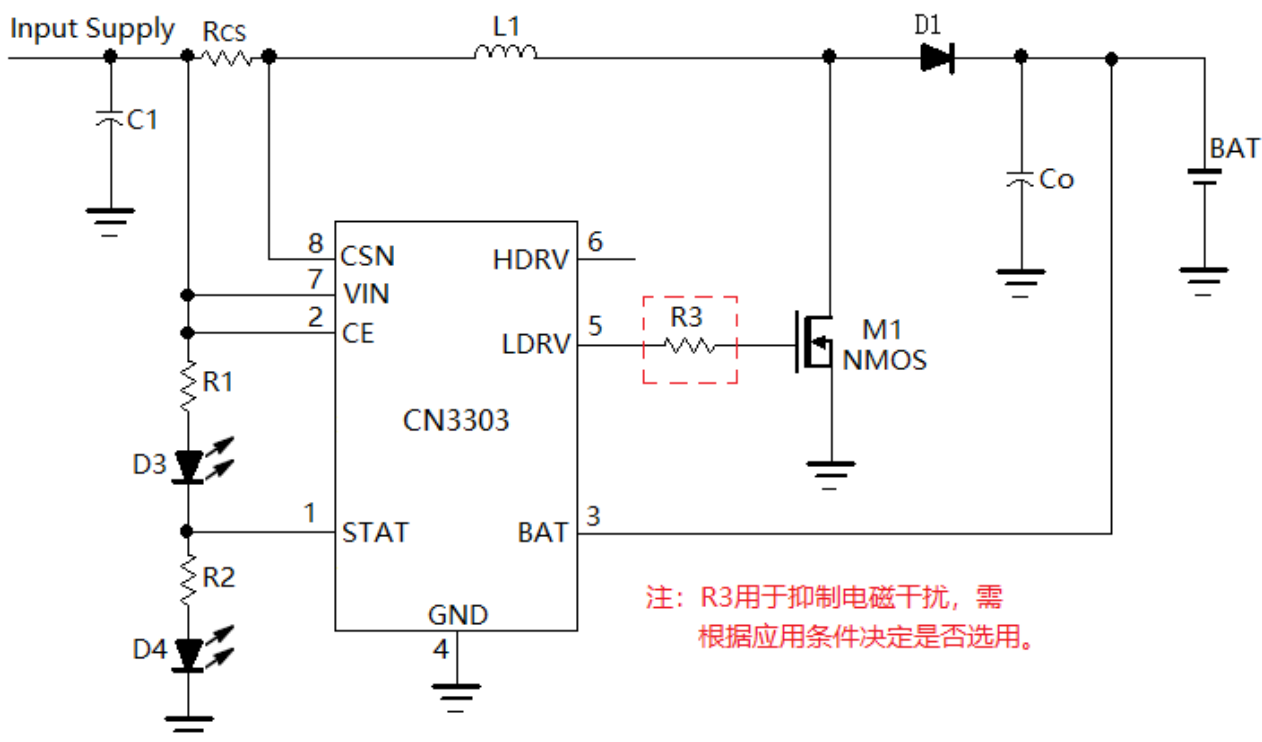 Input Supply
RCS
L1
D1
C1
Co
BAT
8
CSN
HDRV
6
7
VIN
2
CE
LDRV
5
R3
M1
NMOS
R1
CN3303
D3
1
STAT
BAT
3
R2
GND
4
D4
注：R3用于抑制电磁干扰，需
根据应用条件决定是否选用。